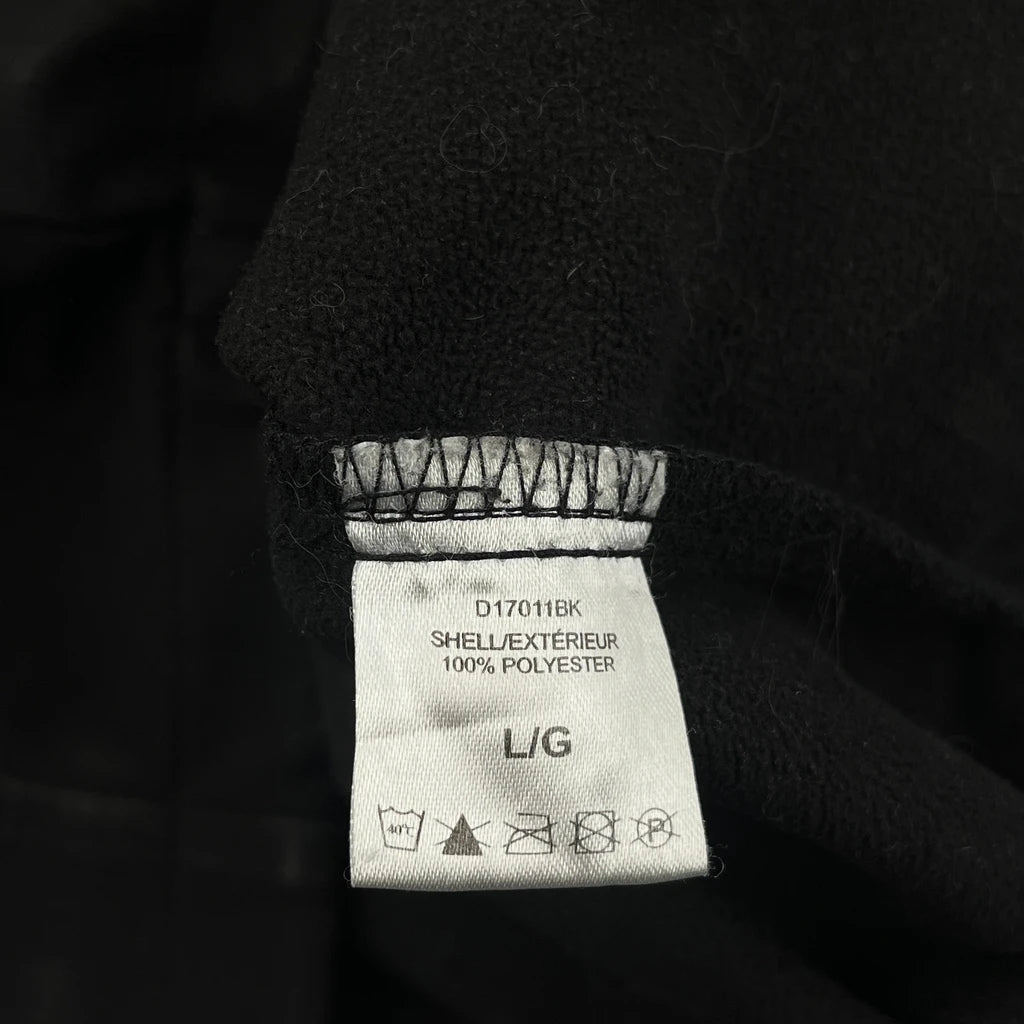 D17011BK
SHELL/EXTÉRIEUR
100% POLYESTER
L/G
40°C
P